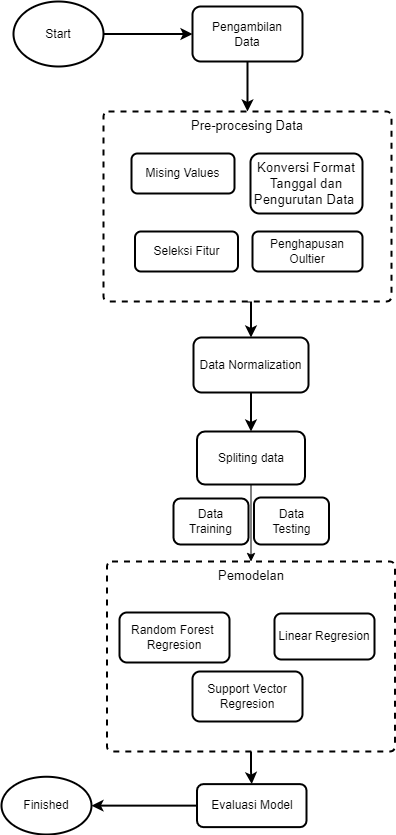 Start
Pengambilan
Data
Pre-procesing Data
Mising Values
Konversi Format
Tanggal dan
Pengurutan Data
Seleksi Fitur
Penghapusan
Oultier
Data Normalization
Spliting data
Data
Training
Data
Testing
Pemodelan
Random Forest
Regresion
Linear Regresion
Support Vector
Regresion
Evaluasi Model
Finished